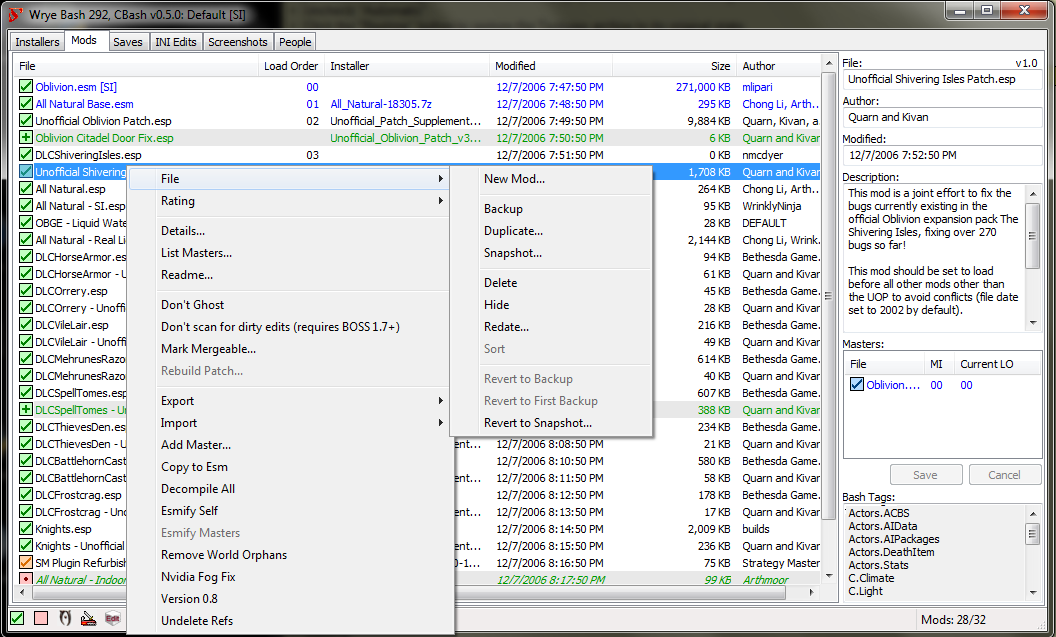 Wrye Bash 292, CBash v0.5.0: Default [SI]
Installers Mods Saves INI Edits Screenshots People
File Load Order Installer Modified Size Author
Oblivion.esm [SI] 00 12/7/2006 7:47:50 PM 271,000 KB mlipari
All Natural Base.esm 01 All_Natural-18305.7z 12/7/2006 7:48:50 PM 295 KB Chong Li, Arth...
Unofficial Oblivion Patch.esp 02 Unofficial_Patch_Supplement... 12/7/2006 7:49:50 PM 9,884 KB Quarn, Kivan, a...
Oblivion Citadel Door Fix.esp Unofficial_Oblivion_Patch_v3... 12/7/2006 7:50:50 PM 6 KB Quarn and Kivar
DLCShiveringIsles.esp 03 12/7/2006 7:51:50 PM 0 KB nmcdyer
Unofficial Shivering 1,708 KB Quarn and Kivar
All Natural.esp 264 KB Chong Li, Arth...
All Natural - SI.esp 95 KB WrinklyNinja
OBGE - Liquid Wate 28 KB DEFAULT
All Natural - Real Li 2,144 KB Chong Li, Wrink.
DLCHorseArmor.es 94 KB Bethesda Game.
DLCHorseArmor - U 61 KB Quarn and Kivar
DLCOrrery.esp 45 KB Bethesda Game.
DLCOrrery - Unoffi 28 KB Quarn and Kivar
DLCVileLair.esp 216 KB Bethesda Game.
DLCVileLair - Unoffi 49 KB Quarn and Kivar
DLCMehrunesRazo 614 KB Bethesda Game.
DLCMehrunesRazo 40 KB Quarn and Kivar
DLCSpellTomes.esp 607 KB Bethesda Game.
DLCSpellTomes - Un 388 KB Quarn and Kivar
DLCThievesDen.es 234 KB Bethesda Game.
DLCThievesDen - U ent... 12/7/2006 8:08:50 PM 21 KB Quarn and Kivar
DLCBattlehornCast 12/7/2006 8:10:50 PM 580 KB Bethesda Game.
DLCBattlehornCast ent... 12/7/2006 8:11:50 PM 58 KB Quarn and Kivar
DLCFrostcrag.esp 12/7/2006 8:12:50 PM 178 KB Bethesda Game.
DLCFrostcrag - Un ent... 12/7/2006 8:13:50 PM 17 KB Quarn and Kivar
Knights.esp 12/7/2006 8:14:50 PM 2,009 KB builds
Knights - Unofficial ent... 12/7/2006 8:15:50 PM 236 KB Quarn and Kivar
SM Plugin Refurbish 0-1... 12/7/2006 8:16:50 PM 75 KB Strategy Master
All Natural - Indoor 12/7/2006 8:17:50 PM 99 KB Arthmoor
File
Rating
Details...
List Masters...
Readme...
Don't Ghost
Don't scan for dirty edits (requires BOSS 1.7+)
Mark Mergeable...
Rebuild Patch...
Export
Import
Add Master...
Copy to Esm
Decompile All
Esmify Self
Esmify Masters
Remove World Orphans
Nvidia Fog Fix
Version 0.8
Undelete Refs
New Mod...
Backup
Duplicate...
Snapshot...
Delete
Hide
Redate...
Sort
Revert to Backup
Revert to First Backup
Revert to Snapshot...
File: v1.0
Unofficial Shivering Isles Patch.esp
Author:
Quarn and Kivan
Modified:
12/7/2006 7:52:50 PM
Description:
This mod is a joint effort to fix the
bugs currently existing in the
official Oblivion expansion pack The
Shivering Isles, fixing over 270
bugs so far!
This mod should be set to load
before all other mods other than
the UOP to avoid conflicts (file date
set to 2002 by default).
Masters:
File MI Current LO
Oblivion.... 00 00
Save Cancel
Bash Tags:
Actors.ACBS
Actors.AIData
Actors.AIPackages
Actors.DeathItem
Actors.Stats
C.Climate
C.Light
Mods: 28/32